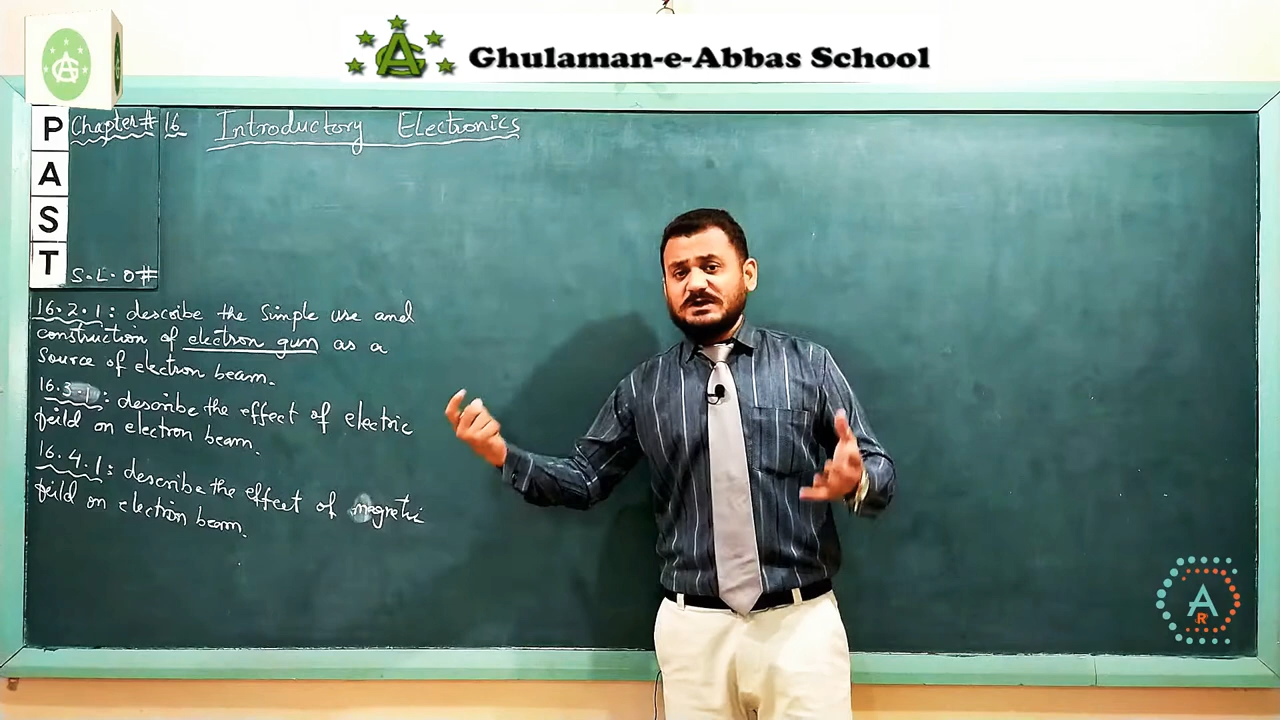 Ghulaman-e-Abbas School
P
A
S
T
Chapter # 16 Introductory Electronics
S.L.O#
16.2.1: describe the simple use and
construction of electron gun as a
source of electron beam.
16.3.1: describe the effect of electric
feild on electron beam.
16.4.1: describe the effect of magnetic
feild on electron beam.
A
R